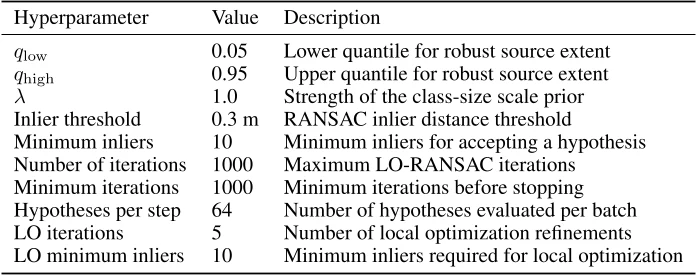 Hyperparameter Value Description
q_low 0.05 Lower quantile for robust source extent
q_high 0.95 Upper quantile for robust source extent
λ 1.0 Strength of the class-size scale prior
Inlier threshold 0.3 m RANSAC inlier distance threshold
Minimum inliers 10 Minimum inliers for accepting a hypothesis
Number of iterations 1000 Maximum LO-RANSAC iterations
Minimum iterations 1000 Minimum iterations before stopping
Hypotheses per step 64 Number of hypotheses evaluated per batch
LO iterations 5 Number of local optimization refinements
LO minimum inliers 10 Minimum inliers required for local optimization